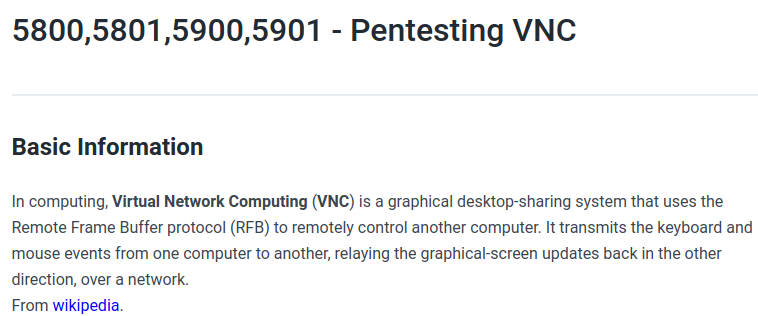 5800,5801,5900,5901 - Pentesting VNC
Basic Information
In computing, Virtual Network Computing (VNC) is a graphical desktop-sharing system that uses the
Remote Frame Buffer protocol (RFB) to remotely control another computer. It transmits the keyboard and
mouse events from one computer to another, relaying the graphical-screen updates back in the other
direction, over a network.
From wikipedia.